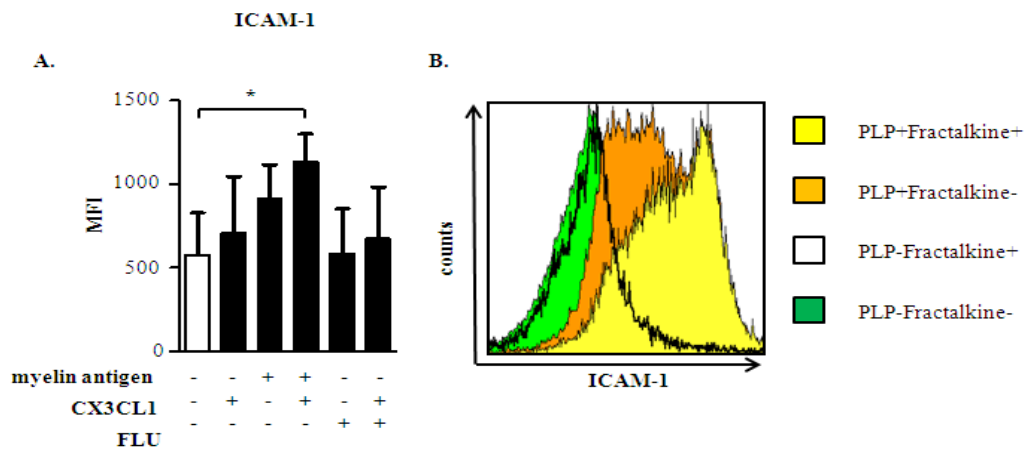 ICAM-1
A.
1500
1000
500
0
MFI
*
myelin antigen - - + + - -
CX3CL1 - + - + - +
FLU - - - - + +
B.
counts
ICAM-1
PLP+Fractalkine+
PLP+Fractalkine-
PLP-Fractalkine+
PLP-Fractalkine-